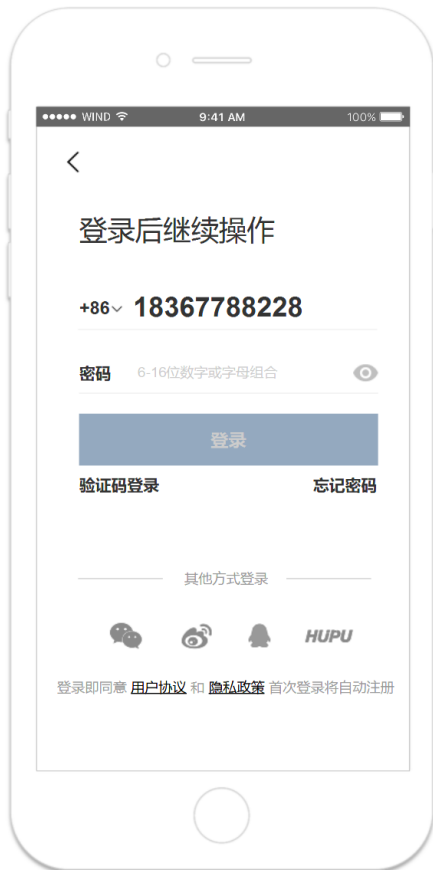 WIND 9:41 AM 100%
登录后继续操作
+86 18367788228
密码 6-16位数字或字母组合
登录
验证码登录 忘记密码
其他方式登录
HUPU
登录即同意 用户协议 和 隐私政策 首次登录将自动注册